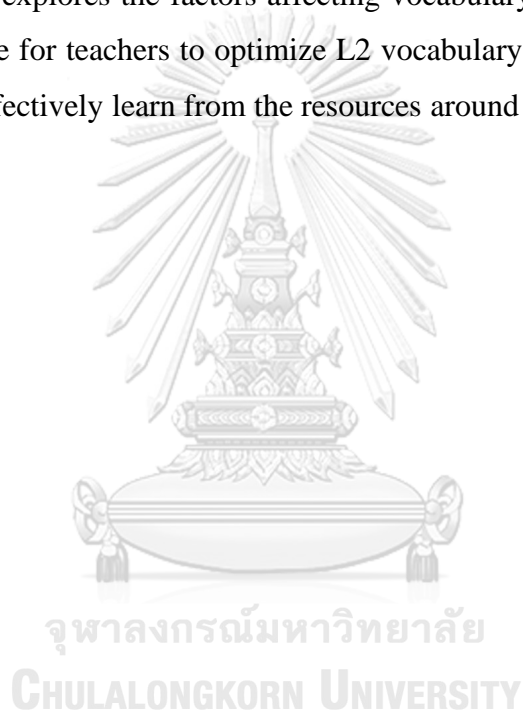 explores the factors affecting vocabulary
e for teachers to optimize L2 vocabulary
fectively learn from the resources around
จุฬาลงกรณ์มหาวิทยาลัย
CHULALONGKORN UNIVERSITY